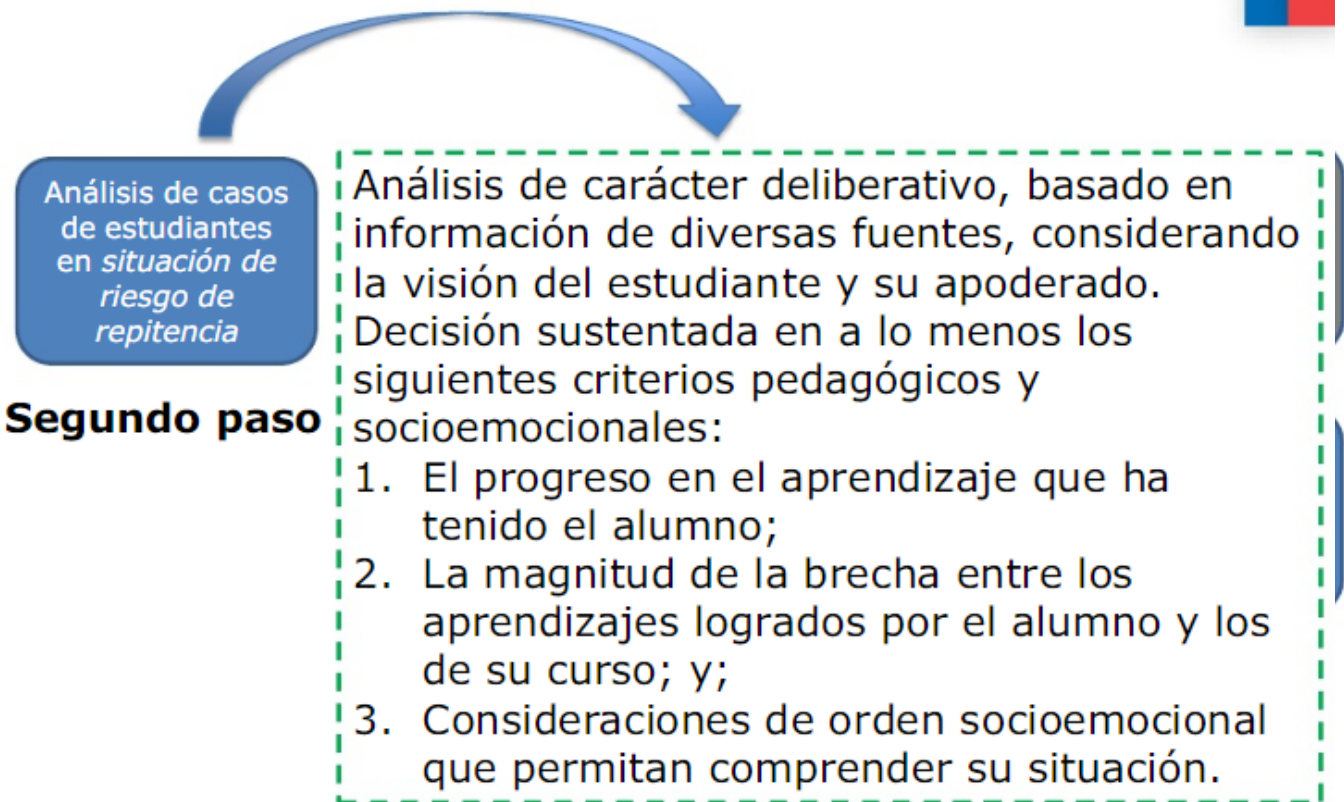 Análisis de casos
de estudiantes
en situación de
riesgo de
repitencia
Segundo paso
Análisis de carácter deliberativo, basado en
información de diversas fuentes, considerando
la visión del estudiante y su apoderado.
Decisión sustentada en a lo menos los
siguientes criterios pedagógicos y
socioemocionales:
1. El progreso en el aprendizaje que ha
tenido el alumno;
2. La magnitud de la brecha entre los
aprendizajes logrados por el alumno y los
de su curso; y;
3. Consideraciones de orden socioemocional
que permitan comprender su situación.